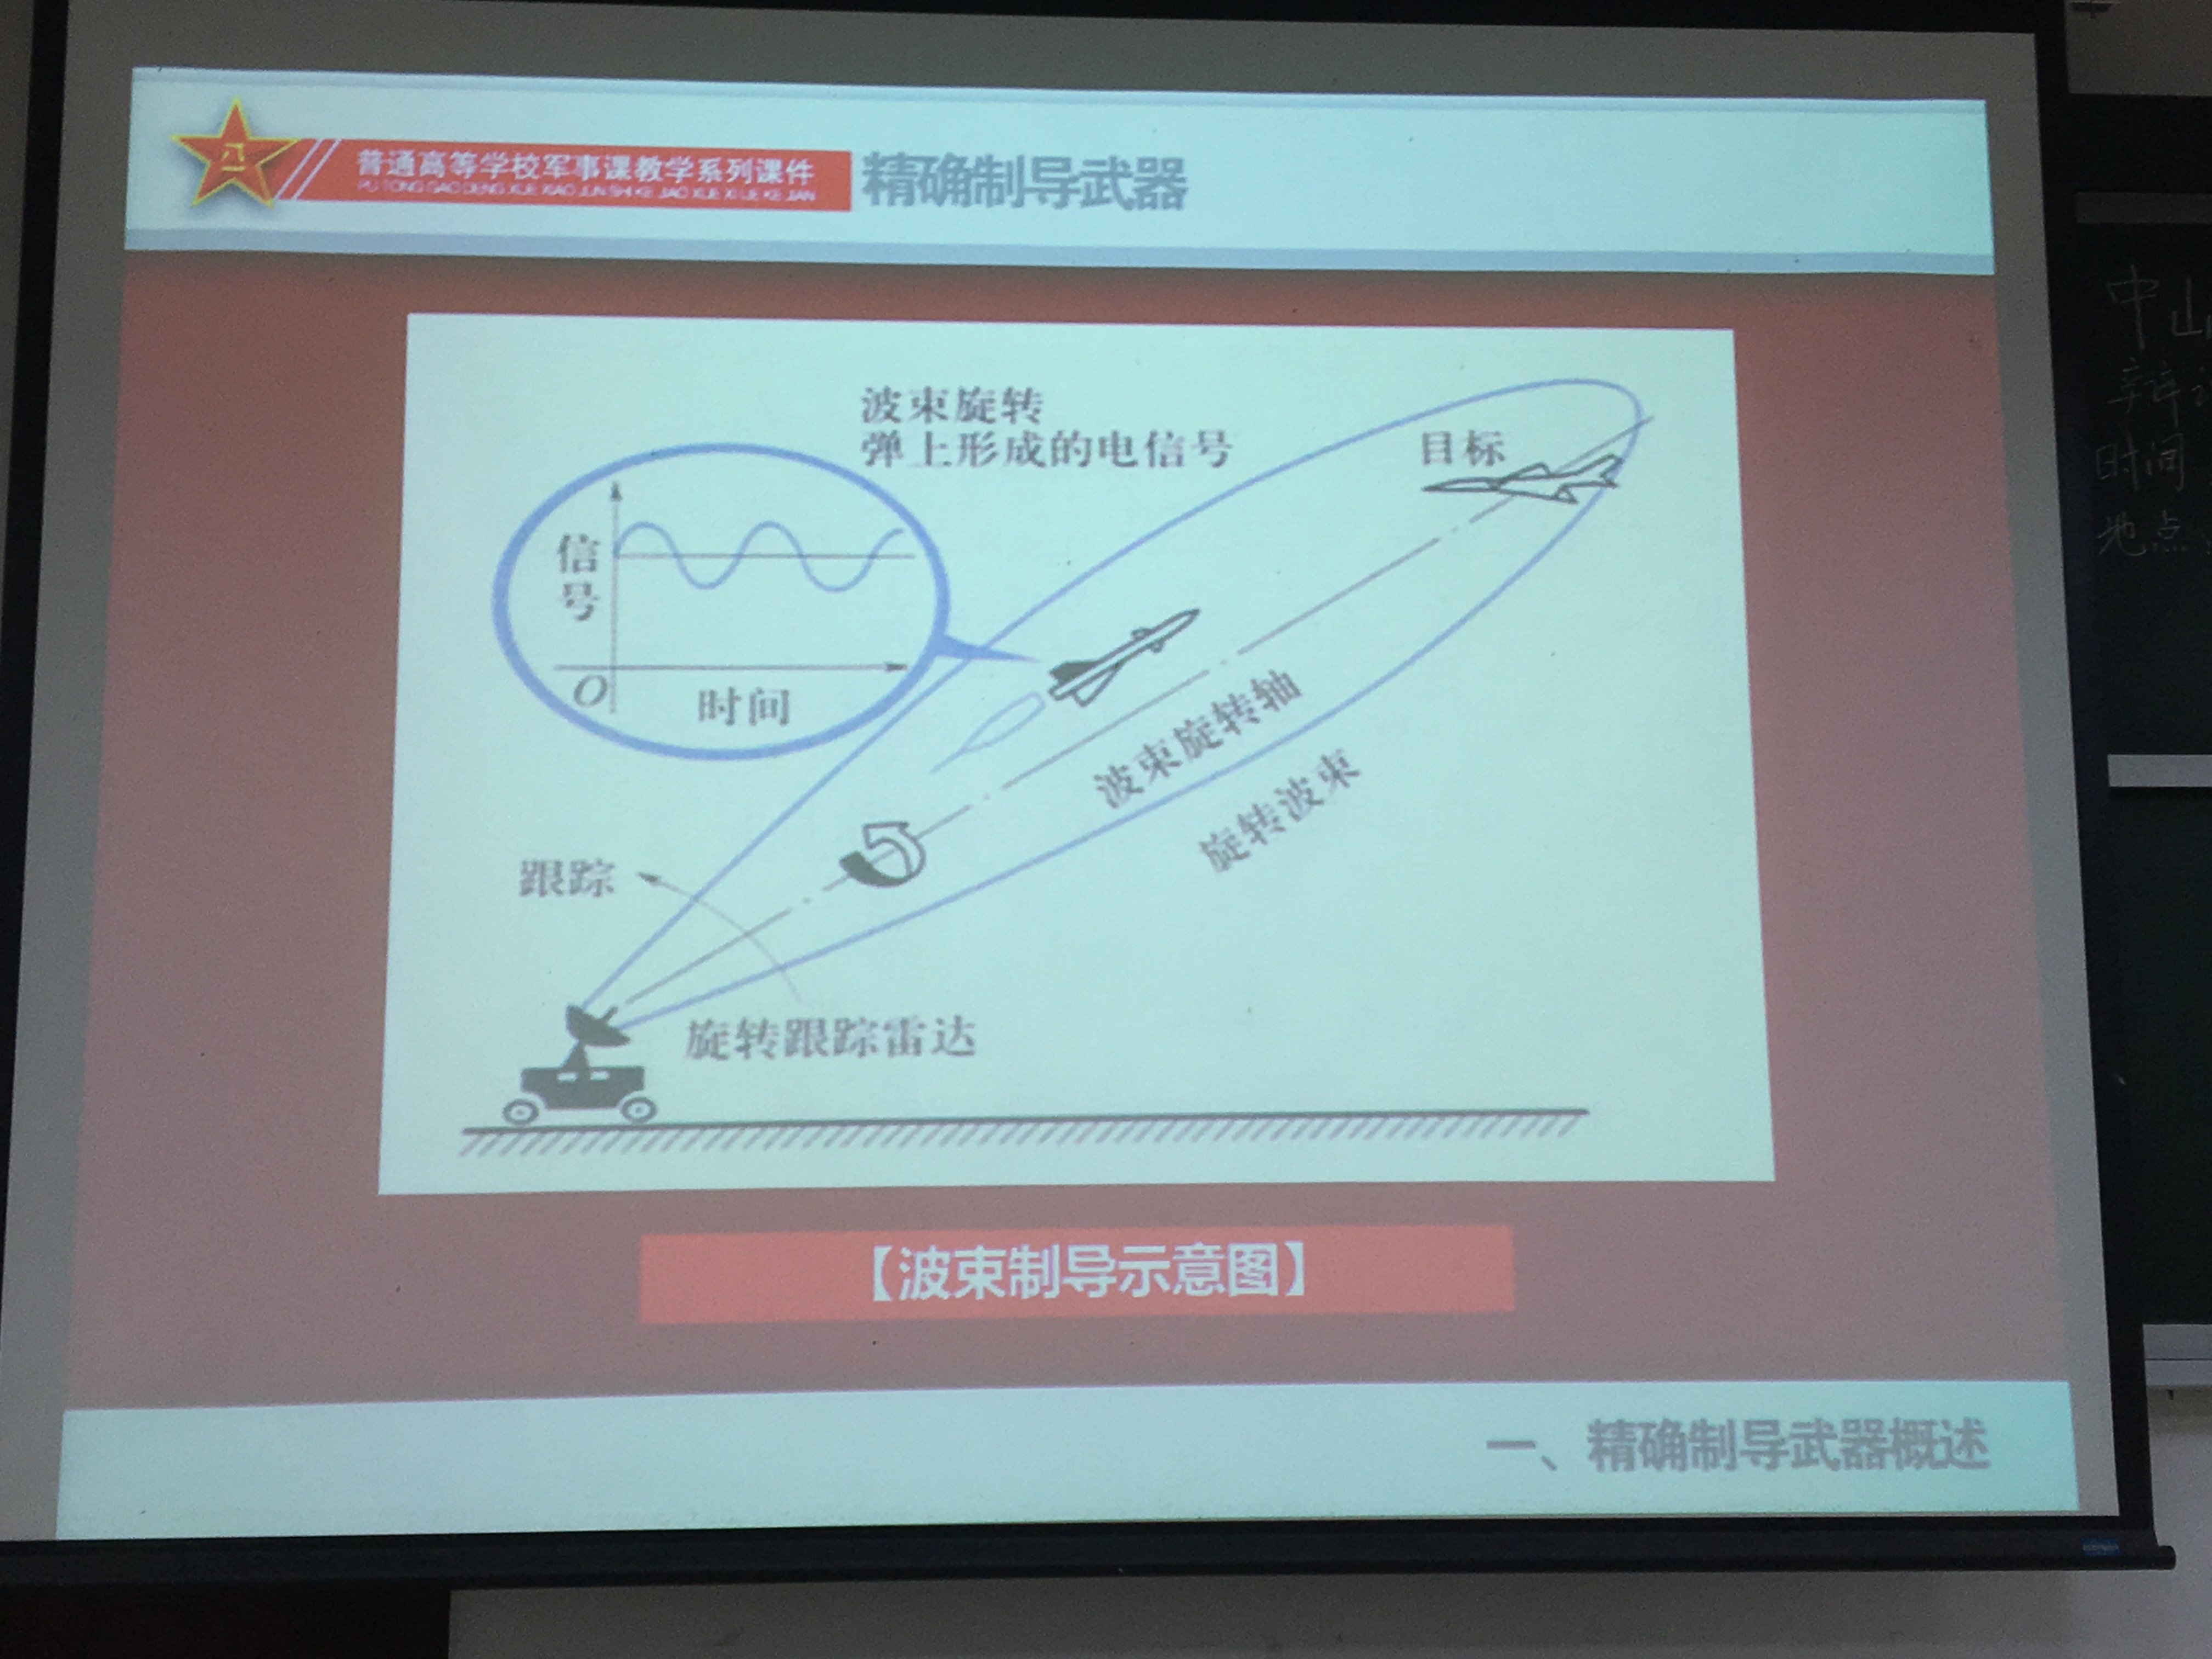 八一
普通高等学校军事课教学系列课件
PU TONG GAO DENG XUE XIAO JUN SHI KE JIAO XUE XI LIE KE JIAN
精确制导武器
波束旋转
弹上形成的电信号
目标
信号
O
时间
波束旋转轴
旋转波束
跟踪
旋转跟踪雷达
【波束制导示意图】
一、精确制导武器概述
中山
时间
地点